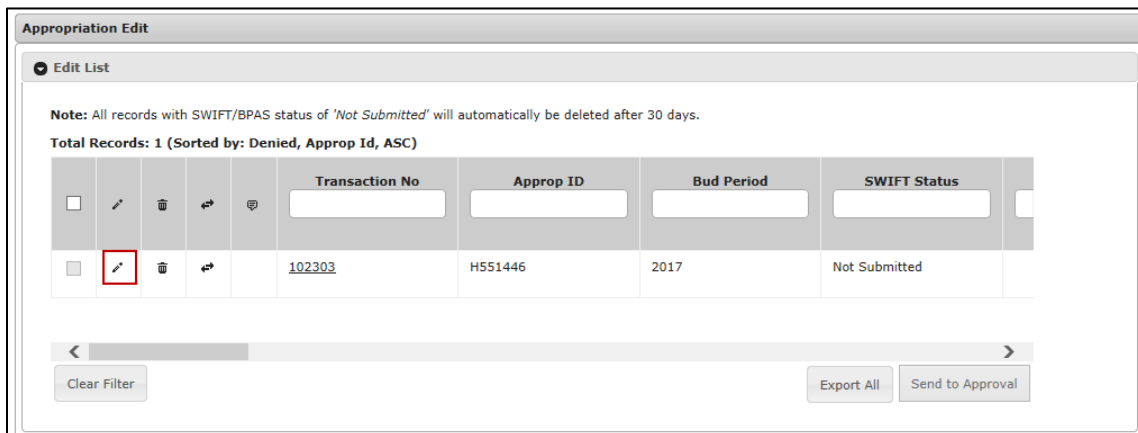 Appropriation Edit
Edit List
Note: All records with SWIFT/BPAS status of 'Not Submitted' will automatically be deleted after 30 days.
Total Records: 1 (Sorted by: Denied, Approp Id, ASC)
Transaction No Approp ID Bud Period SWIFT Status
102303 H551446 2017 Not Submitted
Clear Filter Export All Send to Approval